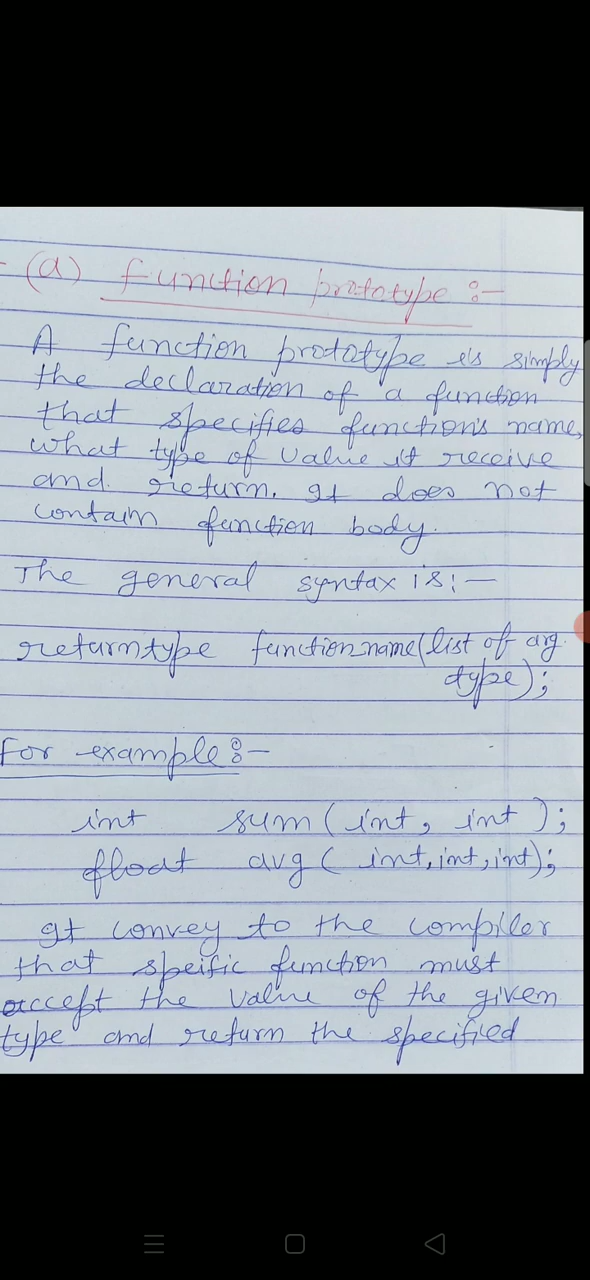 (a) function prototype :-
A function prototype is simply
the declaration of a function
that specifies function's name,
what type of value it receive
and return. It does not
contain function body.
The general syntax is :-
returntype function_name(list of arg
type);
For example :-
int sum (int, int );
float avg ( int, int, int);
It convey to the compiler
that speific function must
accept the value of the given
type and return the specified